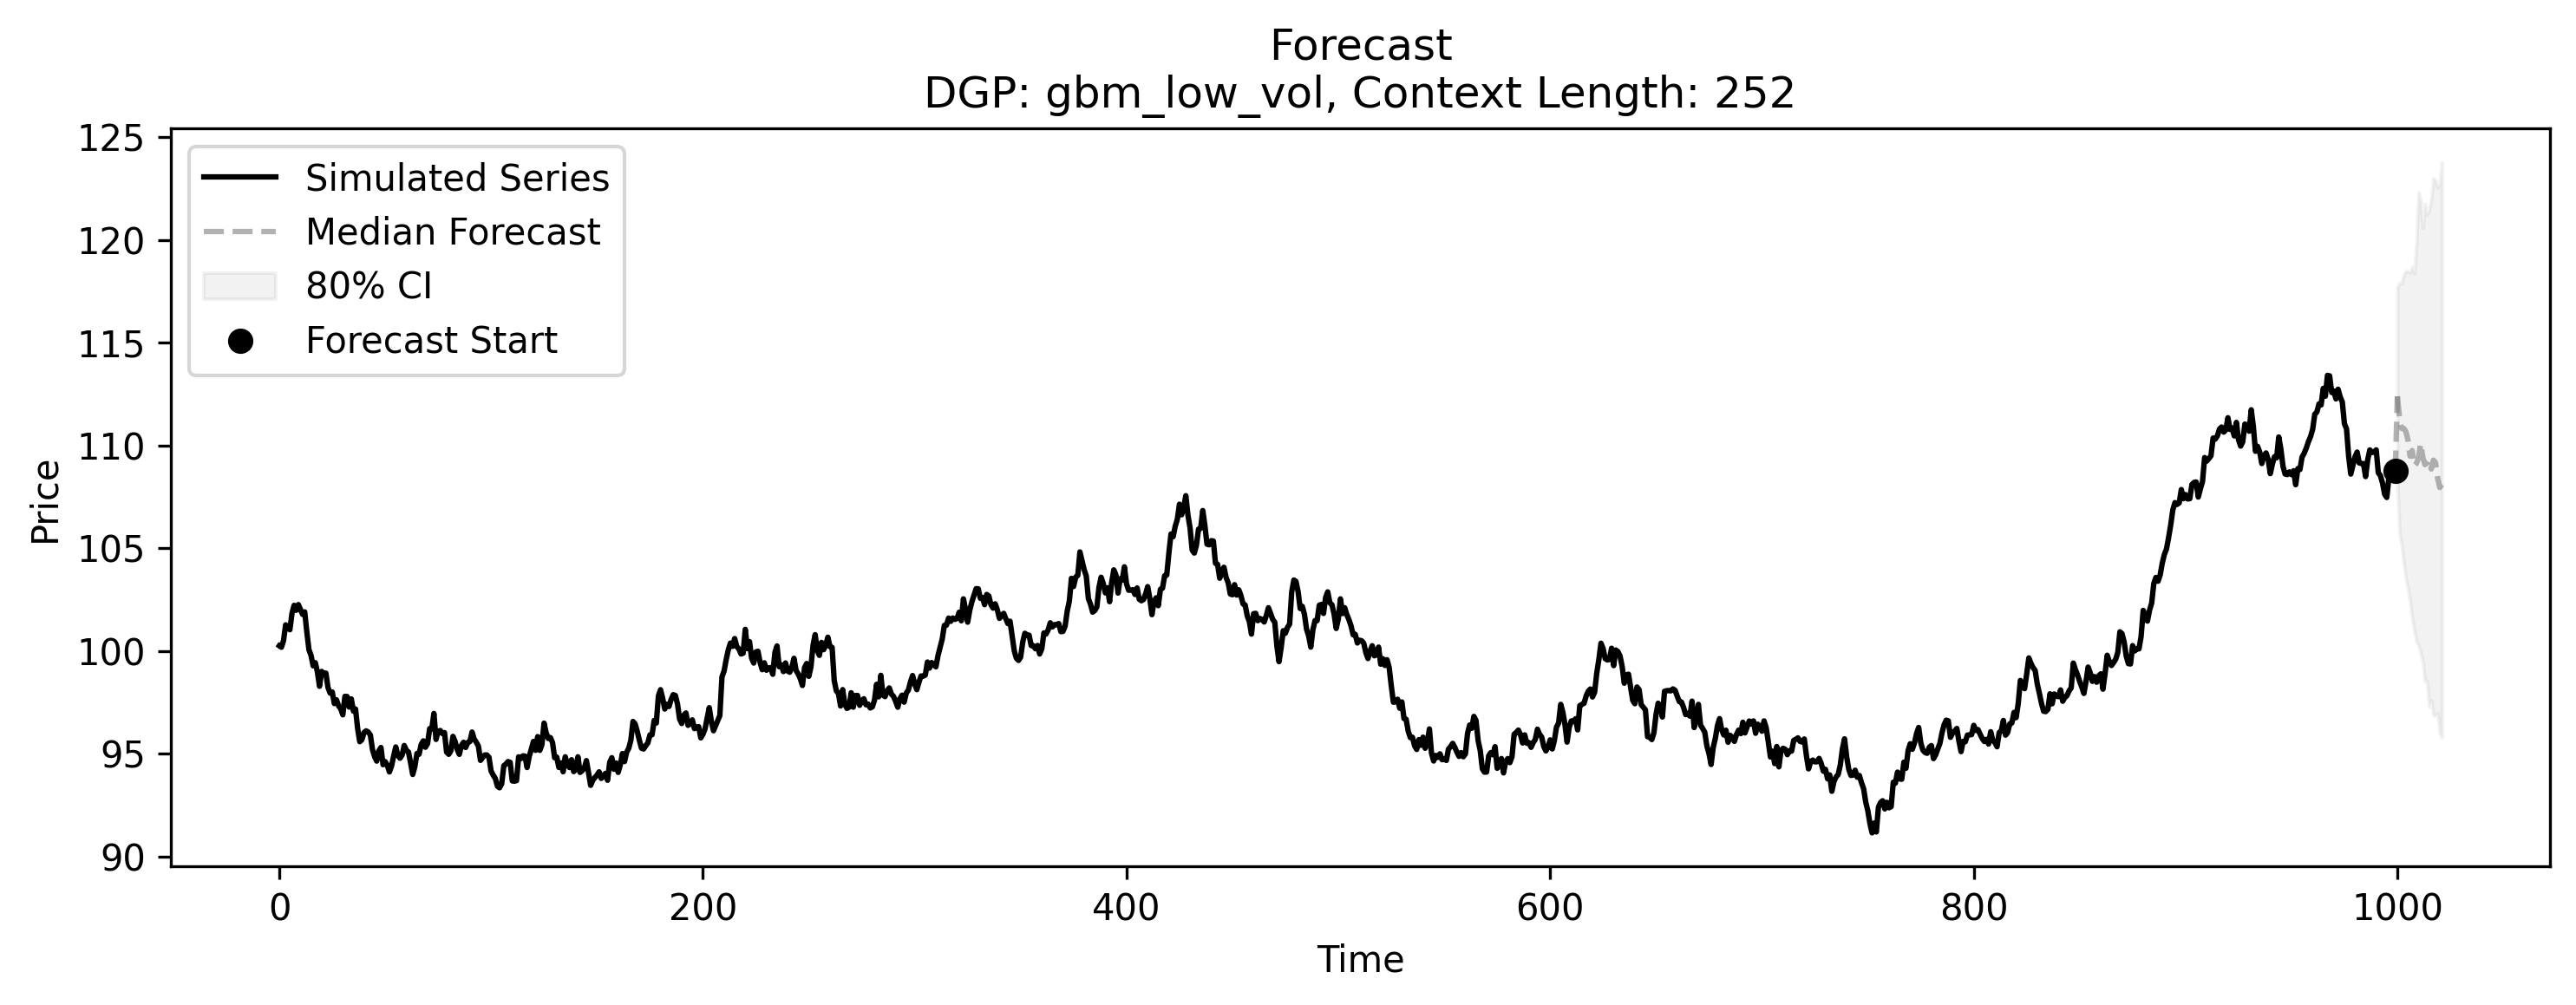 Forecast
DGP: gbm_low_vol, Context Length: 252
125
120
115
110
105
100
95
90
Price
Simulated Series
Median Forecast
80% CI
Forecast Start
0
200
400
600
800
1000
Time